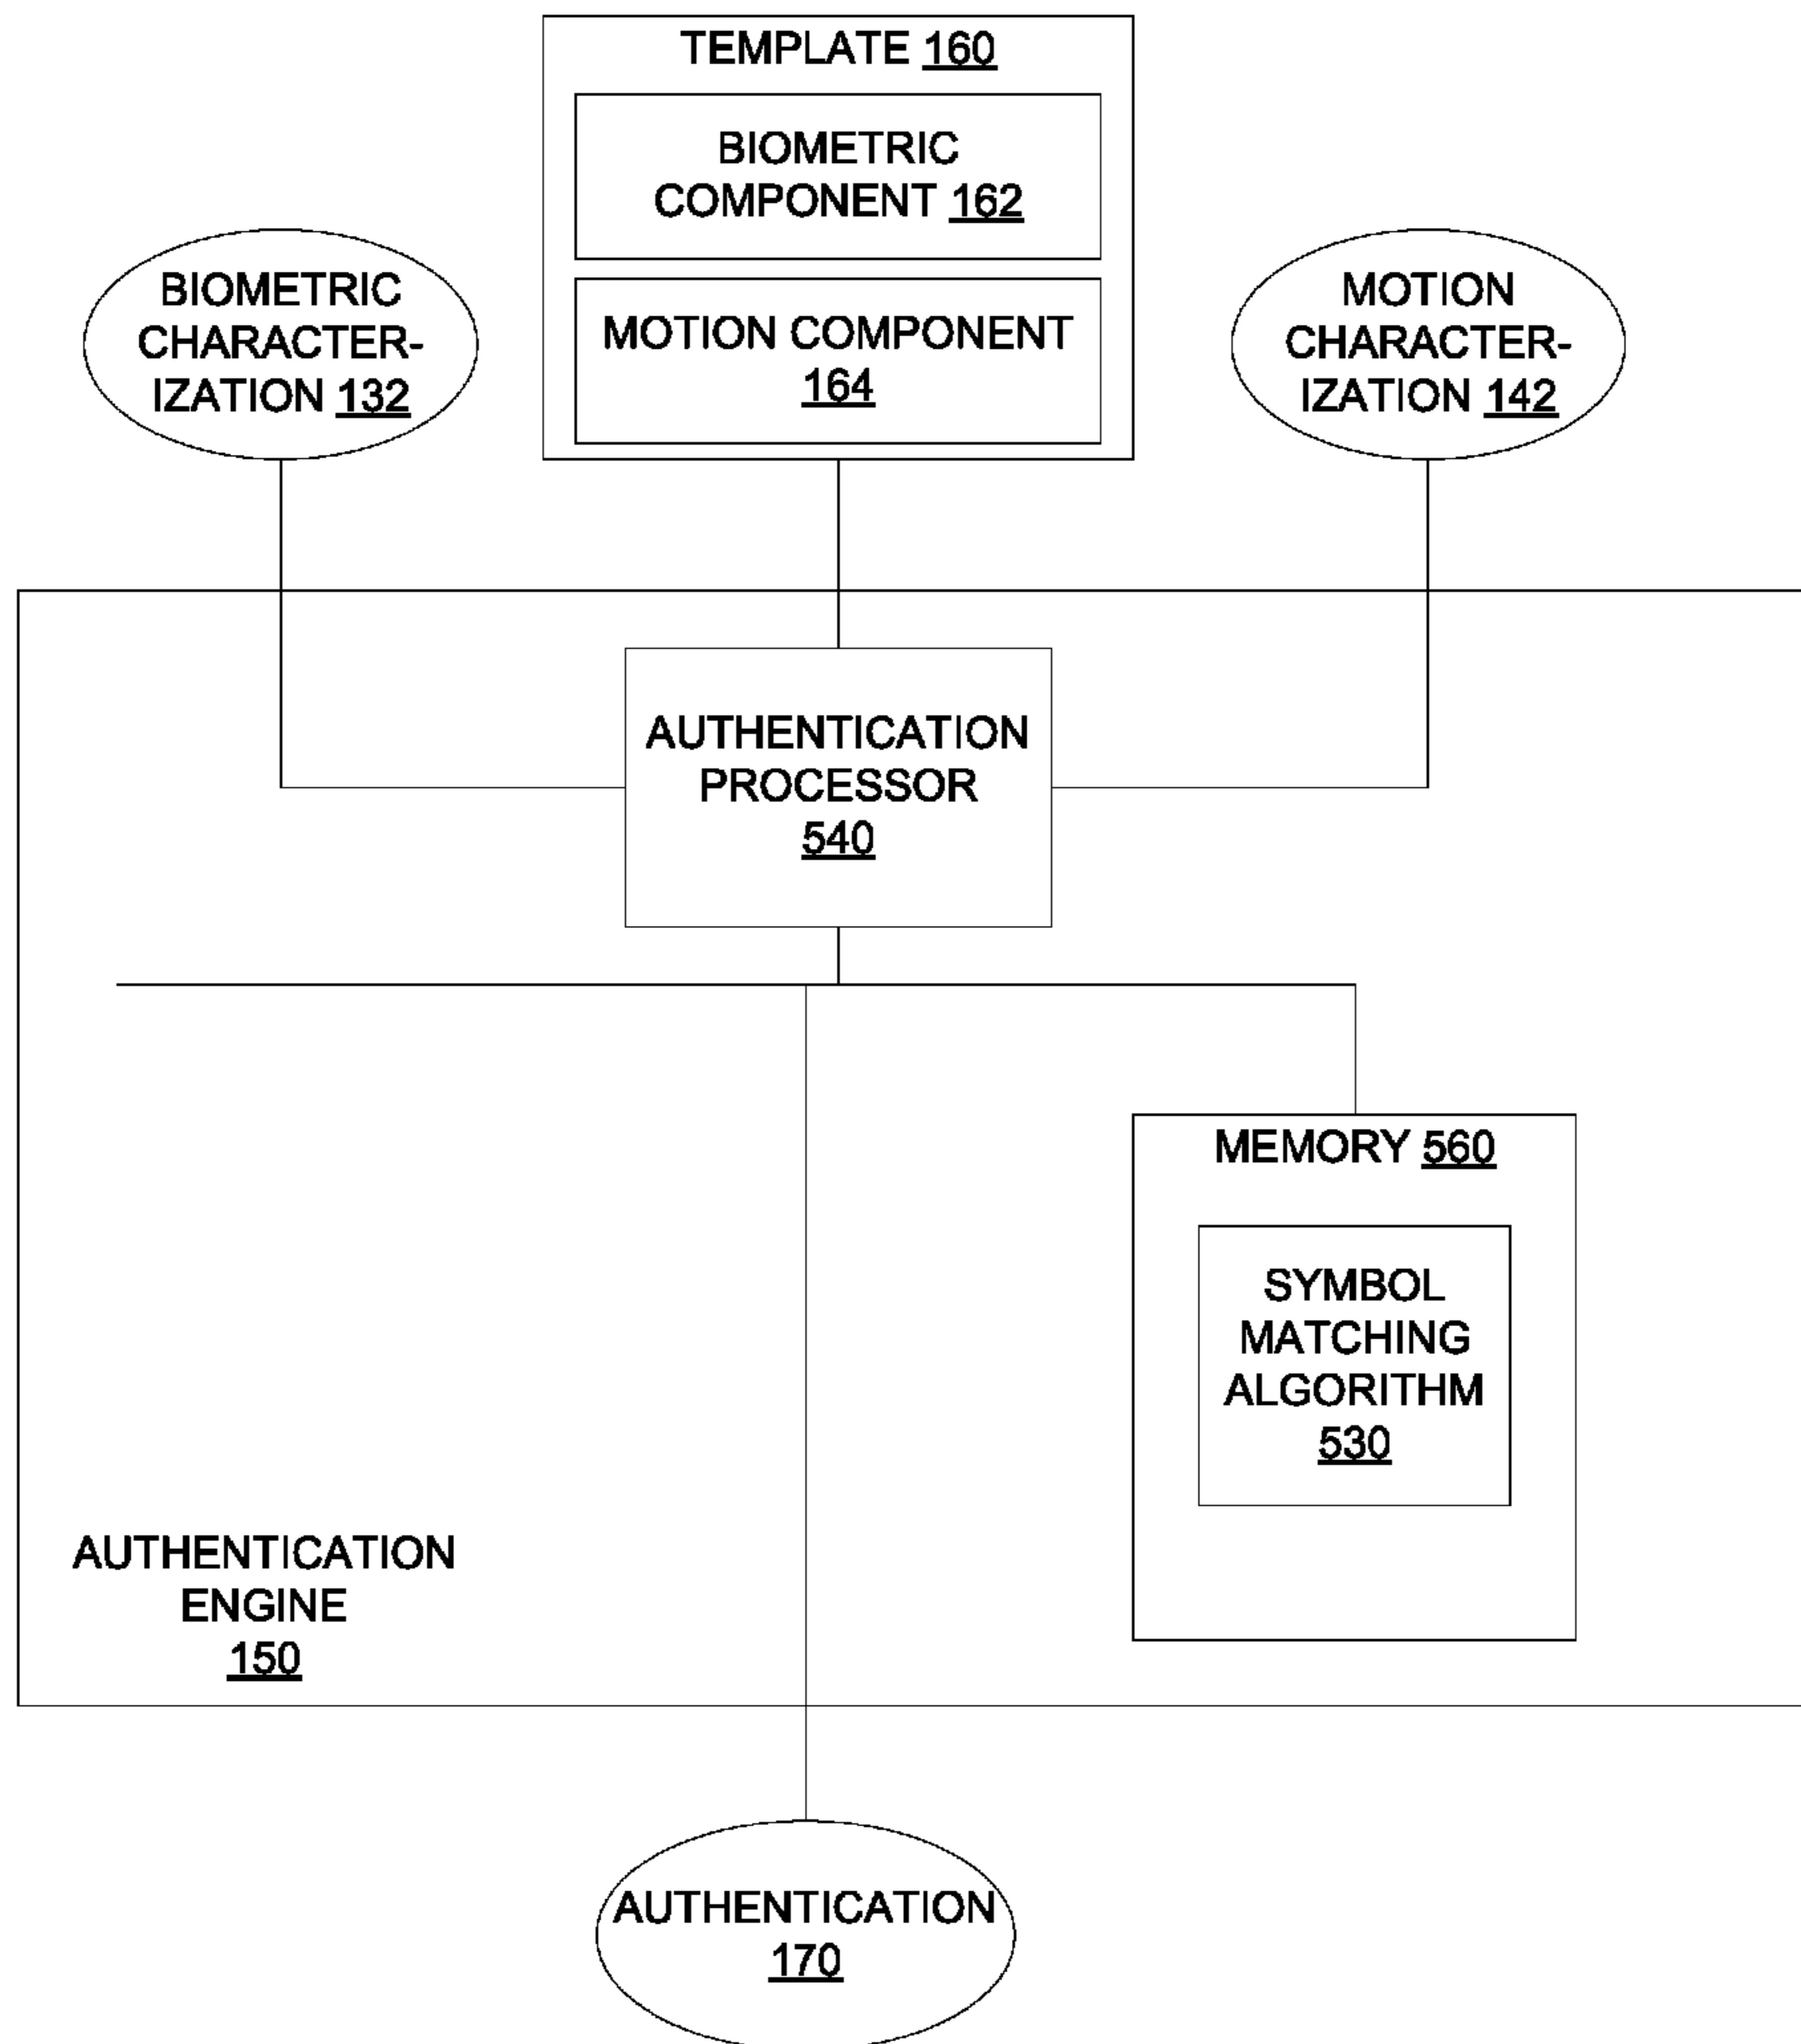 TEMPLATE 160
BIOMETRIC
COMPONENT 162
MOTION COMPONENT
164
BIOMETRIC
CHARACTER-
IZATION 132
MOTION
CHARACTER-
IZATION 142
AUTHENTICATION
PROCESSOR
540
MEMORY 560
SYMBOL
MATCHING
ALGORITHM
530
AUTHENTICATION
ENGINE
150
AUTHENTICATION
170